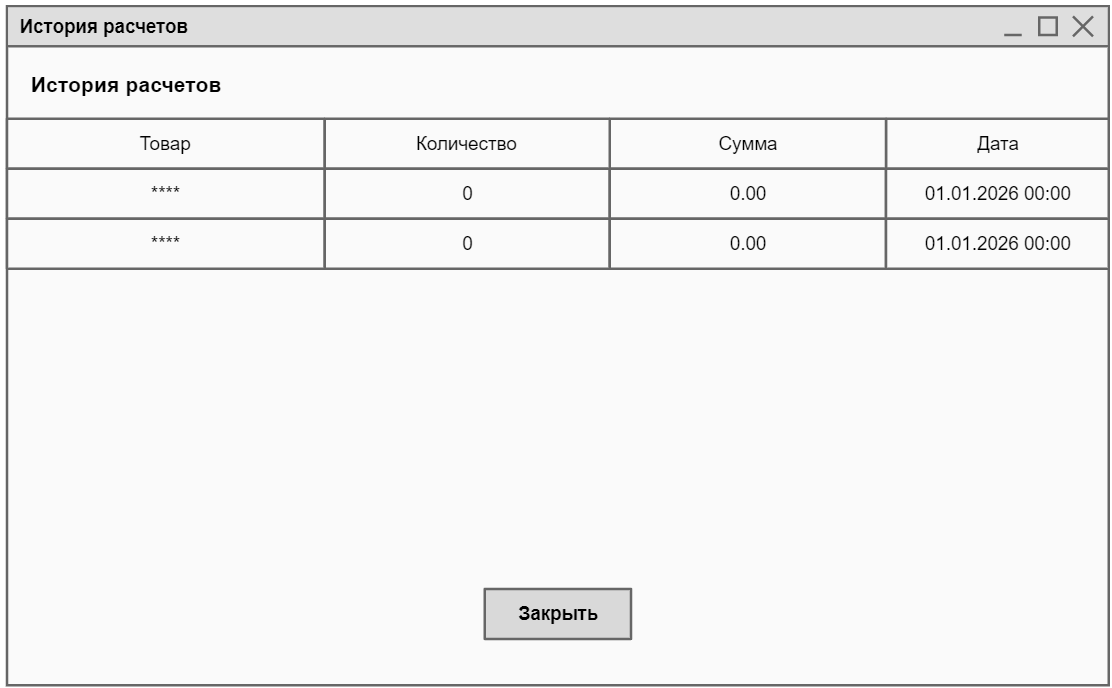 История расчетов
История расчетов
Товар Количество Сумма Дата
**** 0 0.00 01.01.2026 00:00
**** 0 0.00 01.01.2026 00:00
Закрыть